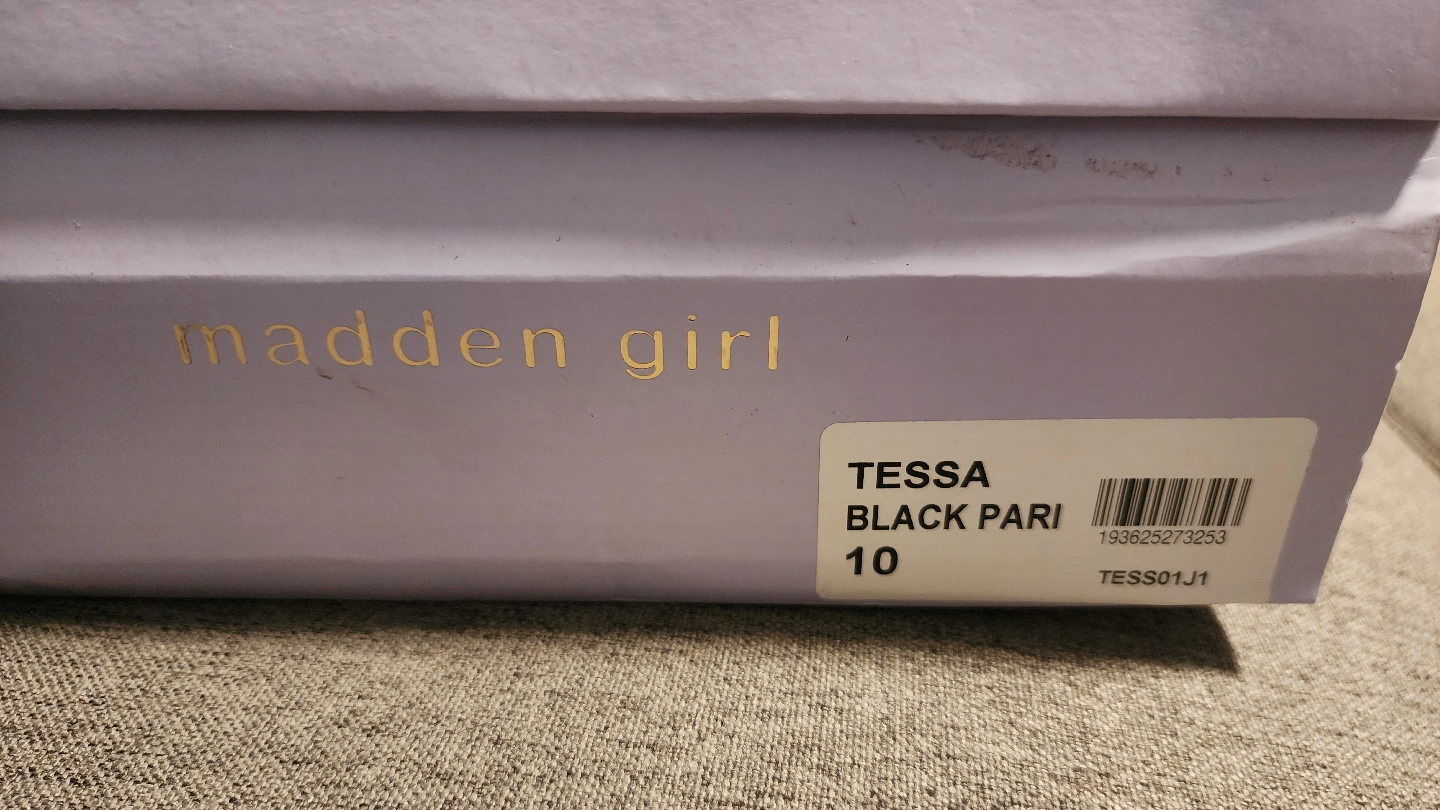 madden girl
TESSA
BLACK PARI
10
193625273253
TESS01J1